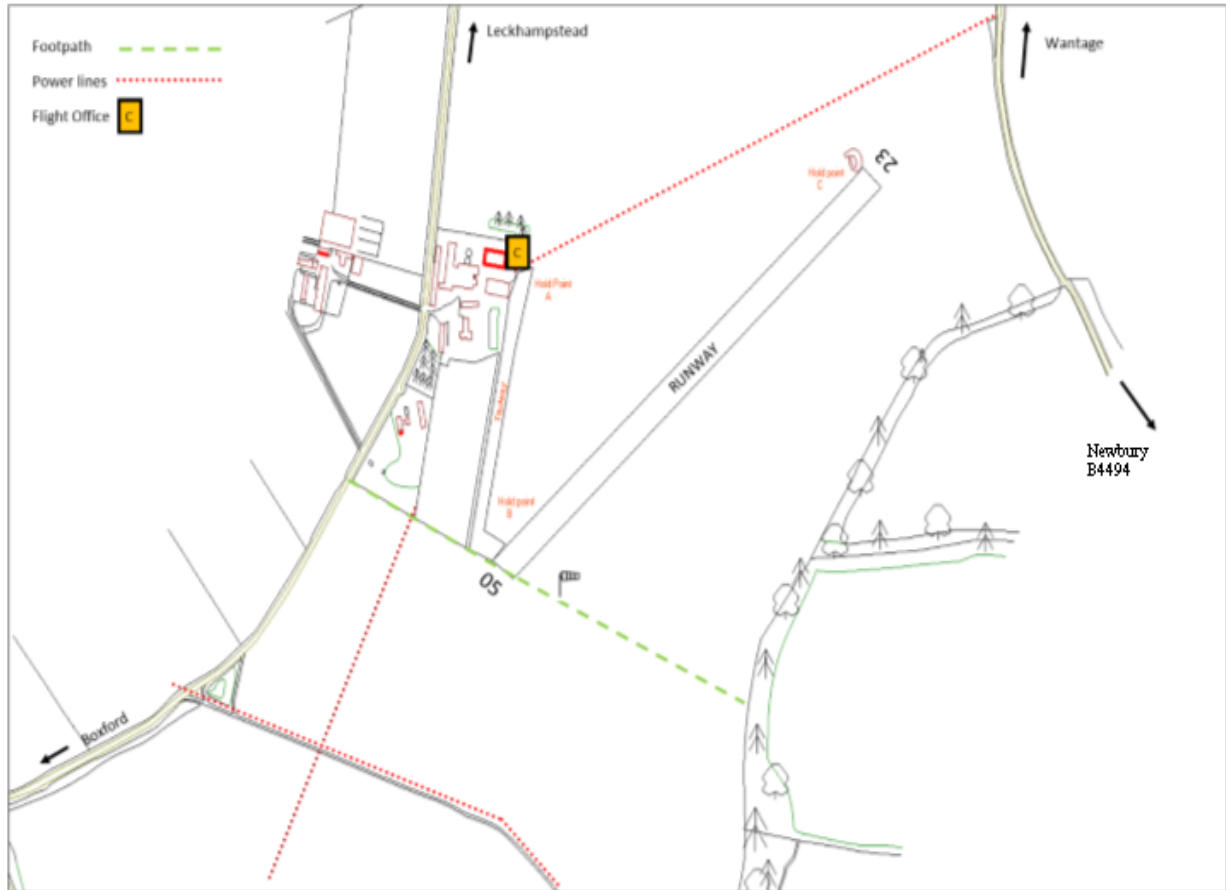 Leckhampstead
Wantage
Footpath
Power lines
Flight Office C
23
Hold point
C
C
Hold Point
A
RUNWAY
Taxiway
Newbury
B4494
Hold point
B
05
Boxford